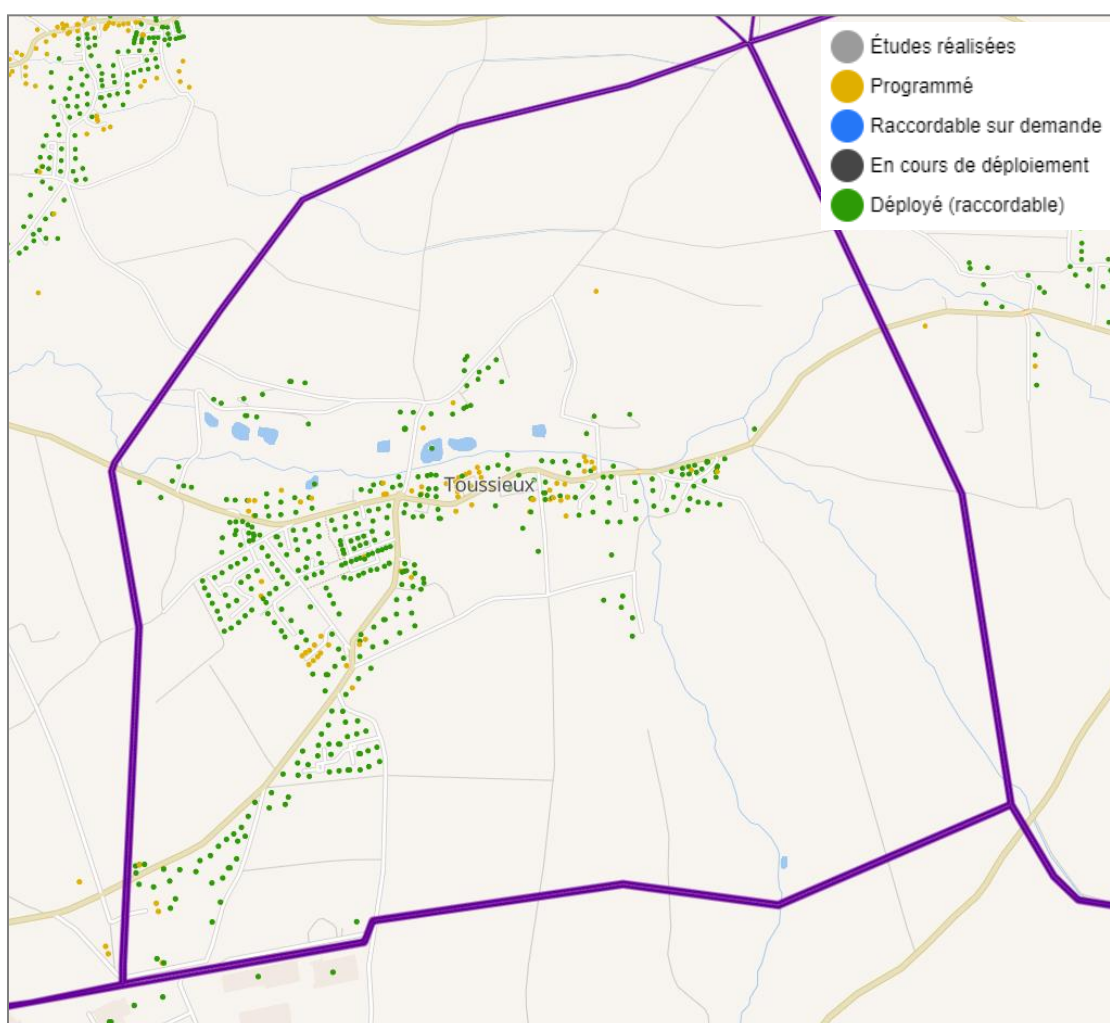 Études réalisées
Programmé
Raccordable sur demande
En cours de déploiement
Déployé (raccordable)
Toussieux